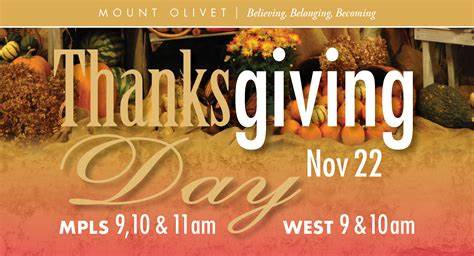 MOUNT OLIVET | Believing, Belonging, Becoming
Thanksgiving
Day Nov 22
MPLS 9,10 & 11am WEST 9 & 10am